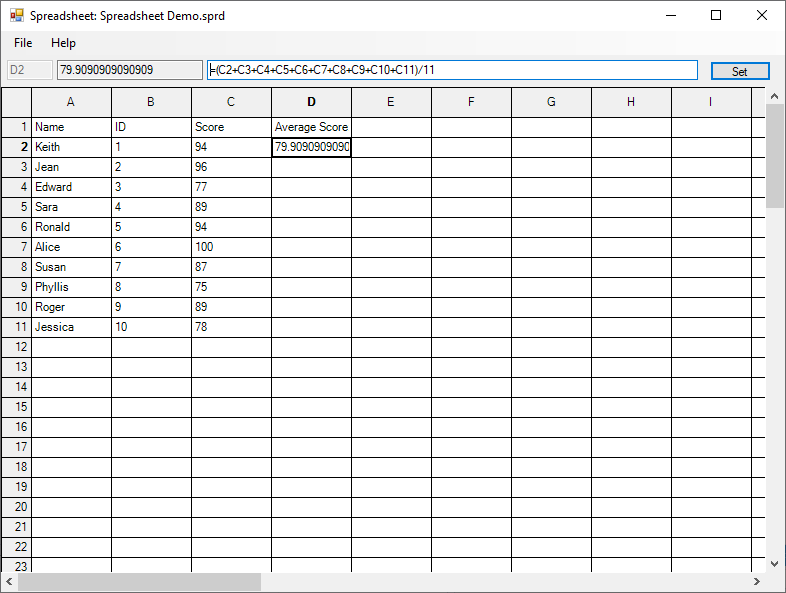 Spreadsheet: Spreadsheet Demo.sprd
File Help
D2 79.9090909090909 =(C2+C3+C4+C5+C6+C7+C8+C9+C10+C11)/11 Set
A B C D E F G H I
1 Name ID Score Average Score
2 Keith 1 94 79.9090909090
3 Jean 2 96
4 Edward 3 77
5 Sara 4 89
6 Ronald 5 94
7 Alice 6 100
8 Susan 7 87
9 Phyllis 8 75
10 Roger 9 89
11 Jessica 10 78
12
13
14
15
16
17
18
19
20
21
22
23